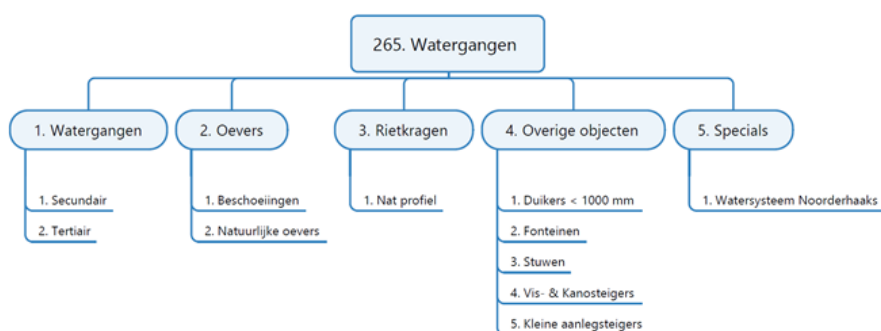 265. Watergangen
1. Watergangen
2. Oevers
3. Rietkragen
4. Overige objecten
5. Specials
1. Secundair
2. Tertiair
1. Beschoeiingen
2. Natuurlijke oevers
1. Nat profiel
1. Duikers < 1000 mm
2. Fonteinen
3. Stuwen
4. Vis- & Kanosteigers
5. Kleine aanlegsteigers
1. Watersysteem Noorderhaaks